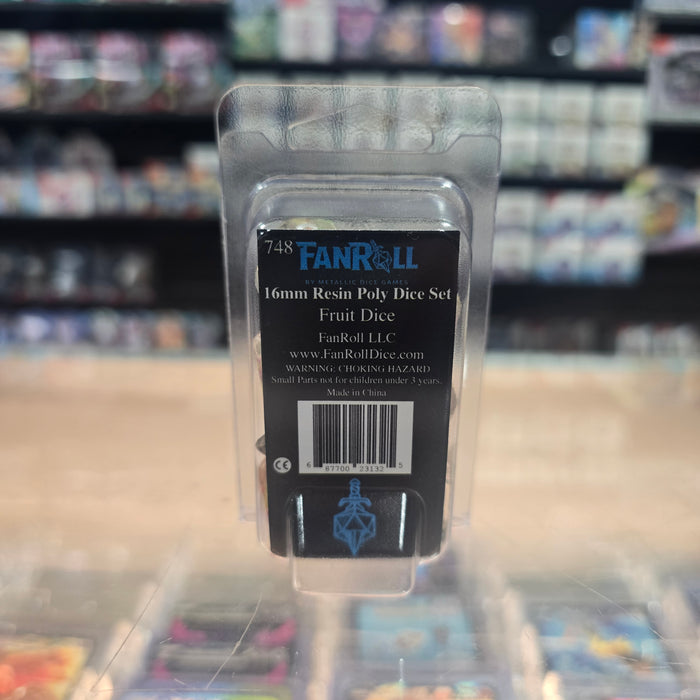 748 FANROLL
BY METALLIC DICE GAMES
16mm Resin Poly Dice Set
Fruit Dice
FanRoll LLC
www.FanRollDice.com
WARNING: CHOKING HAZARD
Small Parts not for children under 3 years.
Made in China
CE
6 87700 23132 5